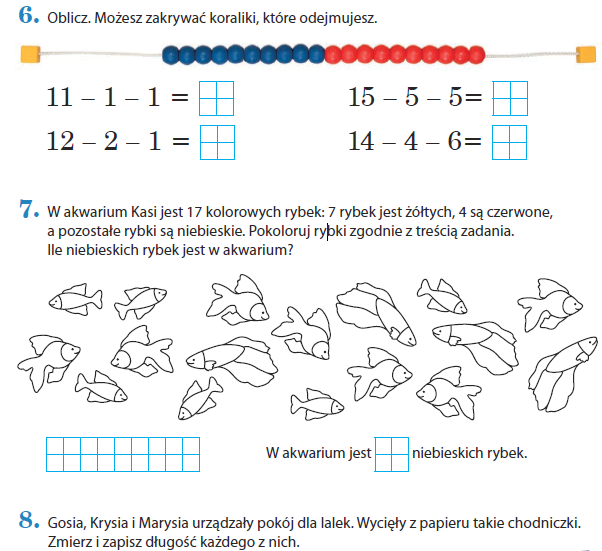 6. Oblicz. Możesz zakrywać koraliki, które odejmujesz.
11 – 1 – 1 =
15 – 5 – 5=
12 – 2 – 1 =
14 – 4 – 6=
7. W akwarium Kasi jest 17 kolorowych rybek: 7 rybek jest żółtych, 4 są czerwone,
a pozostałe rybki są niebieskie. Pokoloruj rybki zgodnie z treścią zadania.
Ile niebieskich rybek jest w akwarium?
W akwarium jest niebieskich rybek.
8. Gosia, Krysia i Marysia urządzały pokój dla lalek. Wycięły z papieru takie chodniczki.
Zmierz i zapisz długość każdego z nich.